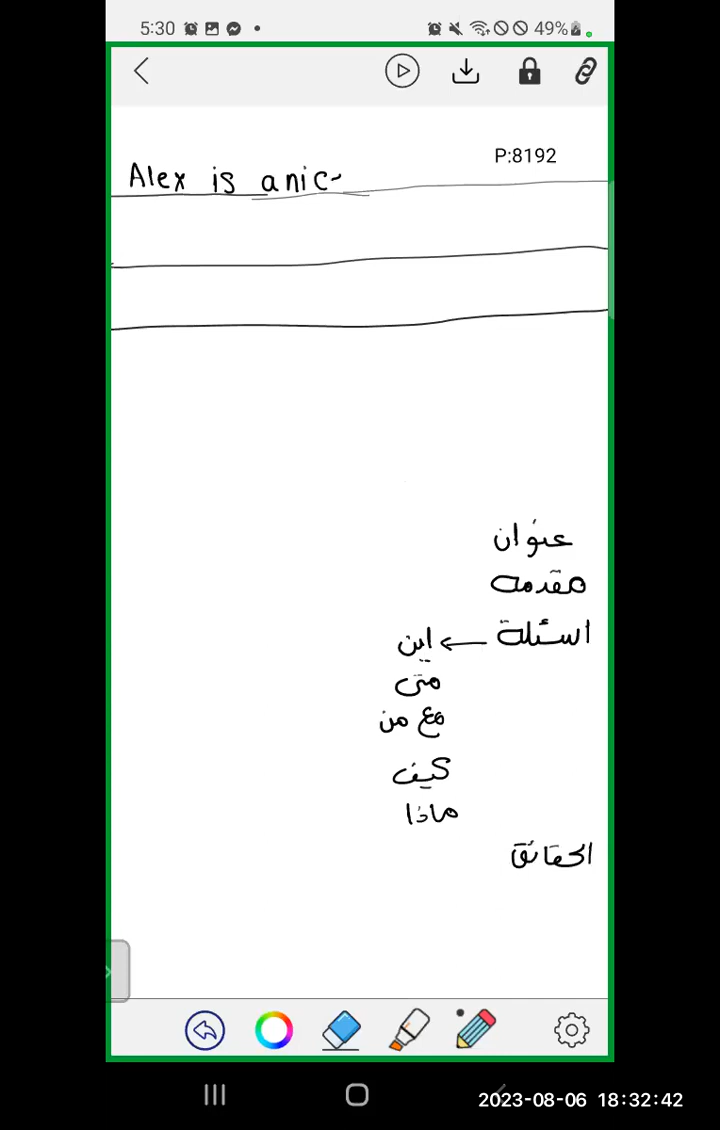 5:30 49%
P:8192
Alex is anic-
عنوان
مقدمة
اسئلة ← اين
متى
مع من
كيف
ماذا
الحقائق
2023-08-06 18:32:42